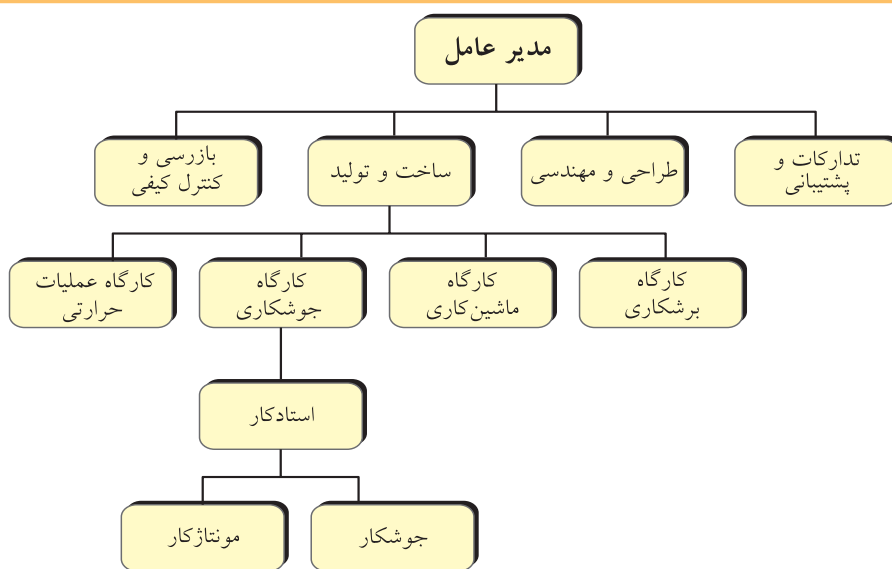 مدیر عامل
تدارکات و
پشتیبانی
طراحی و مهندسی
ساخت و تولید
بازرسی و
کنترل کیفی
کارگاه
برشکاری
کارگاه
ماشین‌کاری
کارگاه
جوشکاری
کارگاه عملیات
حرارتی
استادکار
جوشکار
مونتاژکار